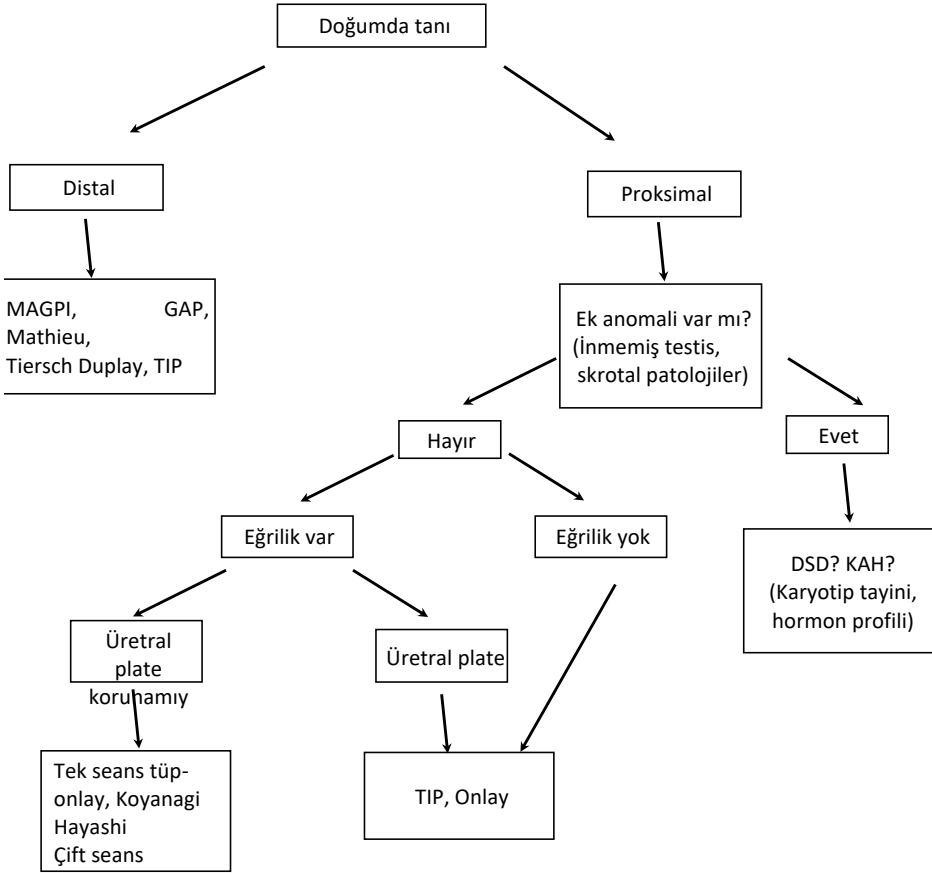 Doğumda tanı
Distal
Proksimal
MAGPI, GAP,
Mathieu,
Tiersch Duplay, TIP
Ek anomali var mı?
(İnmemiş testis,
skrotal patolojiler)
Hayır
Evet
Eğrilik var
Eğrilik yok
DSD? KAH?
(Karyotip tayini,
hormon profili)
Üretral
plate
korunamıy
Üretral plate
Tek seans tüp-
onlay, Koyanagi
Hayashi
Çift seans
TIP, Onlay